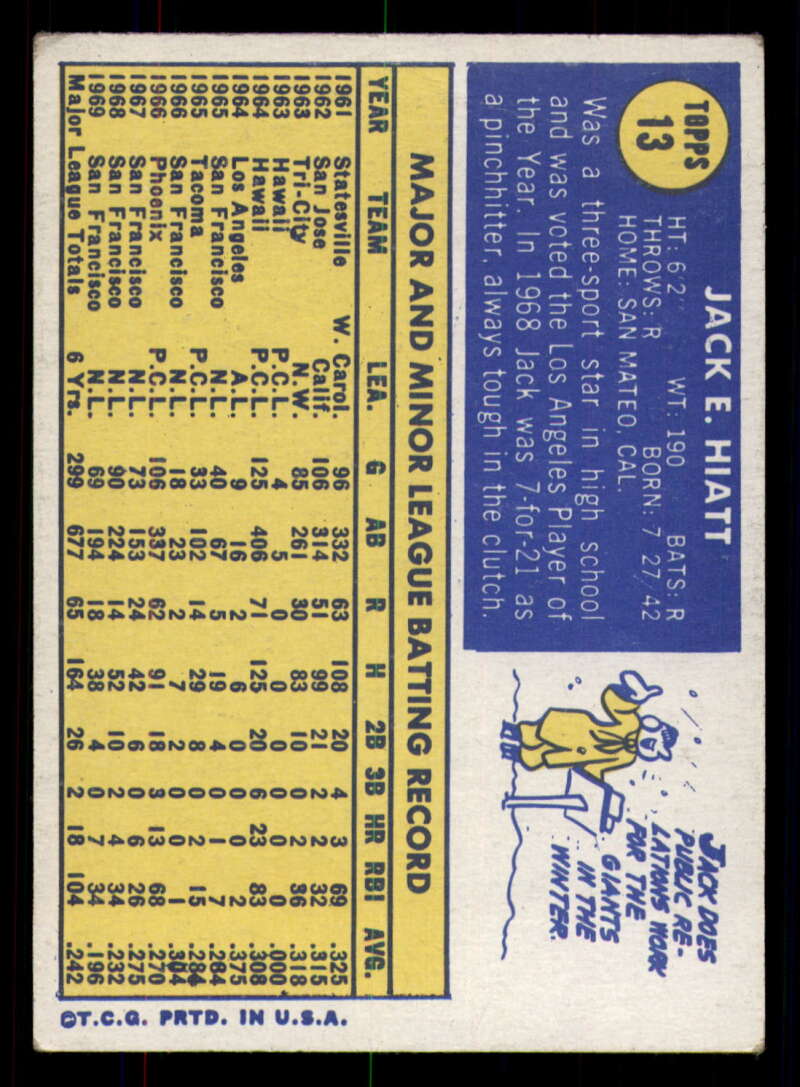 TOPPS
13
JACK E. HIATT
HT: 6'2" WT: 190 BATS: R
THROWS: R BORN: 7 27 42
HOME: SAN MATEO, CAL.
Was a three-sport star in high school
and was voted the Los Angeles Player of
the Year. In 1968 Jack was 7-for-21 as
a pinchhitter, always tough in the clutch.
JACK DOES
PUBLIC RE-
LATIONS WORK
FOR THE
GIANTS
IN THE
WINTER.
MAJOR AND MINOR LEAGUE BATTING RECORD
YEAR TEAM LEA. G AB R H 2B 3B HR RBI AVG.
1961 Statesville W. Carol. 96 332 63 108 20 4 3 69 .325
1962 San Jose Calif. 106 314 51 99 21 2 2 32 .315
1963 Tri-City N.W. 85 261 30 83 10 0 2 36 .318
1963 Hawaii P.C.L. 4 5 0 0 0 0 0 0 .000
1964 Hawaii P.C.L. 125 406 71 125 20 6 23 83 .308
1964 Los Angeles A.L. 9 16 2 6 0 0 0 2 .375
1965 San Francisco N.L. 40 67 5 19 4 0 1 7 .284
1965 Tacoma P.C.L. 33 102 14 29 8 0 2 15 .284
1966 San Francisco N.L. 18 23 2 7 2 0 0 1 .304
1966 Phoenix P.C.L. 106 337 62 91 18 3 13 68 .270
1967 San Francisco N.L. 73 153 24 42 6 0 6 26 .275
1968 San Francisco N.L. 90 224 14 52 10 2 4 34 .232
1969 San Francisco N.L. 69 194 18 38 4 0 7 34 .196
Major League Totals 6 Yrs. 299 677 65 164 26 2 18 104 .242
©T.C.G. PRTD. IN U.S.A.